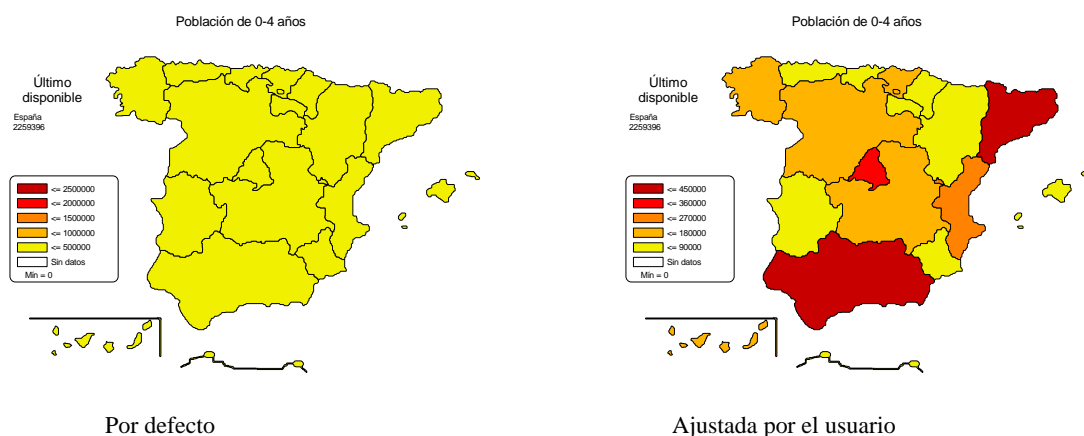 Población de 0-4 años
Último
disponible
España
2259396
<= 2500000
<= 2000000
<= 1500000
<= 1000000
<= 500000
Sin datos
Min = 0
Por defecto
Población de 0-4 años
Último
disponible
España
2259396
<= 450000
<= 360000
<= 270000
<= 180000
<= 90000
Sin datos
Min = 0
Ajustada por el usuario